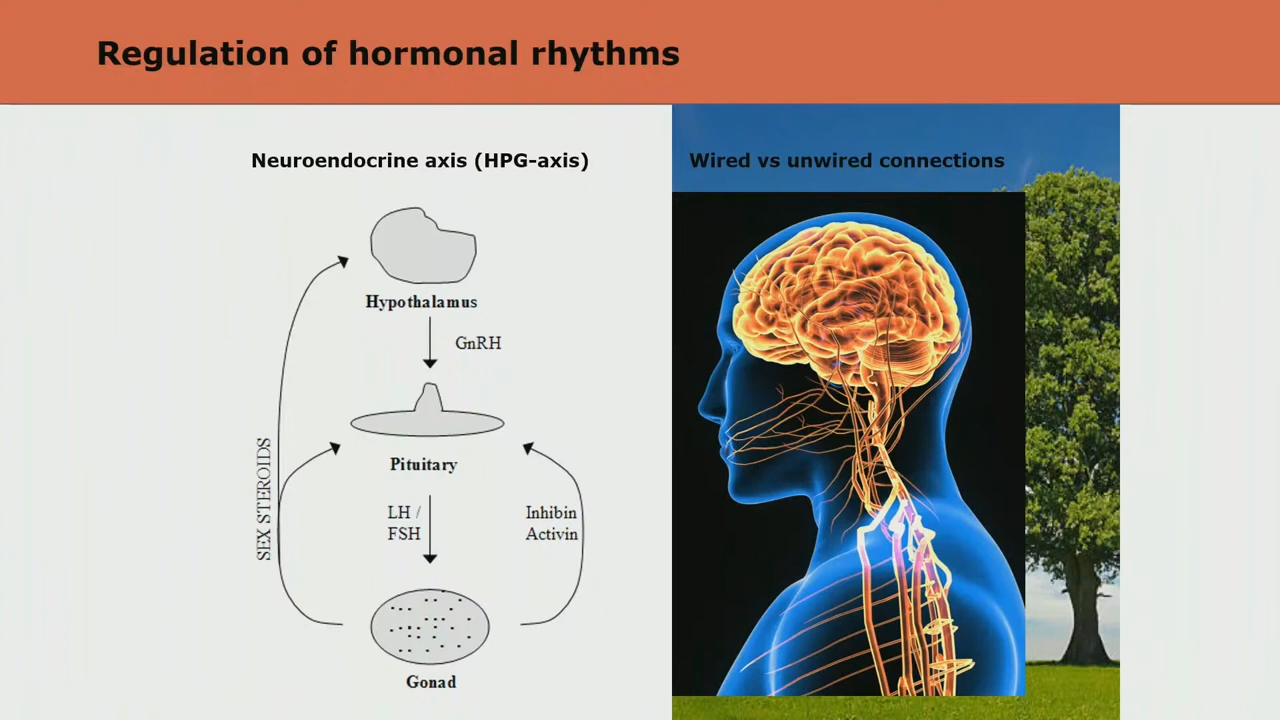 Regulation of hormonal rhythms
Neuroendocrine axis (HPG-axis)
Hypothalamus
GnRH
Pituitary
SEX STEROIDS
LH /
FSH
Inhibin
Activin
Gonad
Wired vs unwired connections